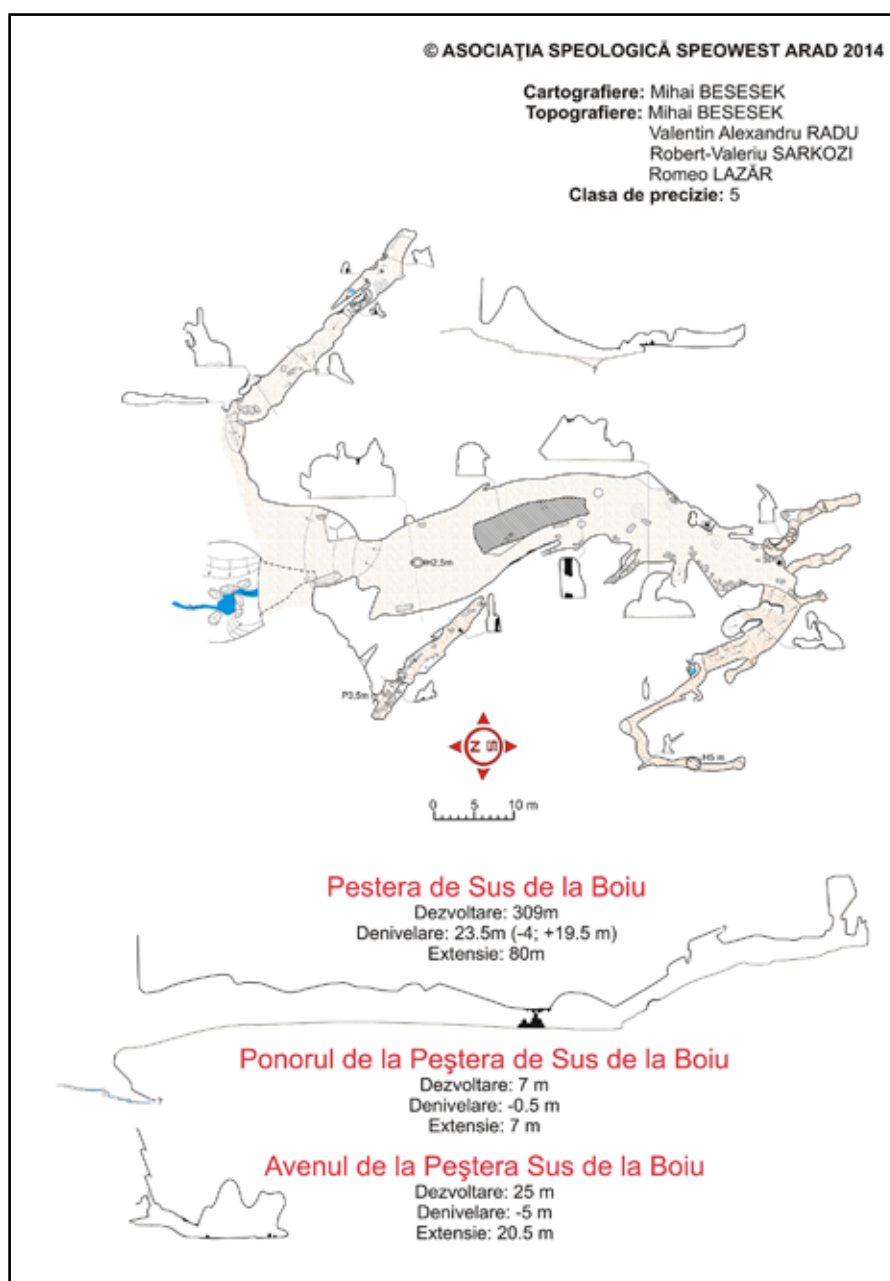 © ASOCIAŢIA SPEOLOGICĂ SPEOWEST ARAD 2014
Cartografiere: Mihai BESESEK
Topografiere: Mihai BESESEK
Valentin Alexandru RADU
Robert-Valeriu SARKOZI
Romeo LAZĂR
Clasa de precizie: 5
H2,5m
P3,5m
H5 m
0 5 10 m
Pestera de Sus de la Boiu
Dezvoltare: 309m
Denivelare: 23.5m (-4; +19.5 m)
Extensie: 80m
Ponorul de la Peştera de Sus de la Boiu
Dezvoltare: 7 m
Denivelare: -0.5 m
Extensie: 7 m
?
Avenul de la Peştera Sus de la Boiu
Dezvoltare: 25 m
Denivelare: -5 m
Extensie: 20.5 m